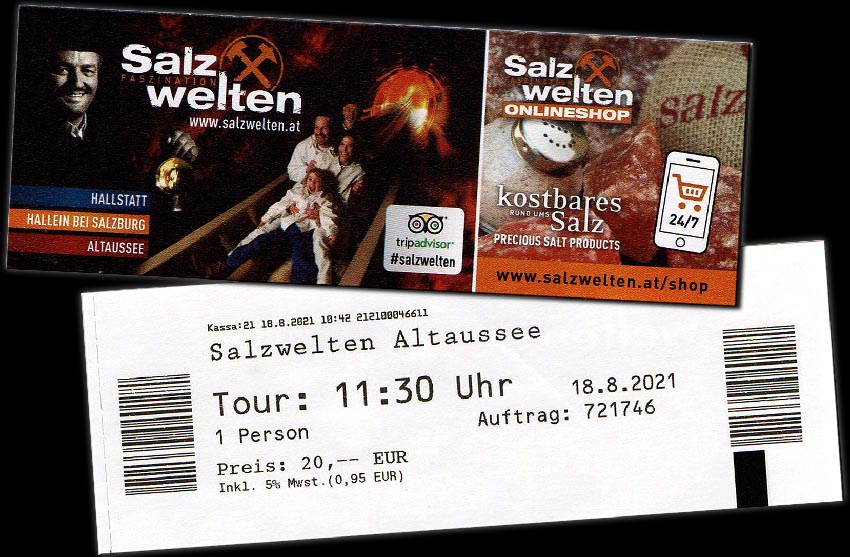 Salz
FASZINATION
welten
www.salzwelten.at
HALLSTATT
HALLEIN BEI SALZBURG
ALTAUSSEE
tripadvisor
#salzwelten
Salz
FASZINATION
welten
ONLINESHOP
salz
kostbares
RUND UMS
Salz
PRECIOUS SALT PRODUCTS
24/7
www.salzwelten.at/shop
Kassa:21 18.8.2021 10:42 212100046611
Salzwelten Altaussee
Tour: 11:30 Uhr 18.8.2021
1 Person Auftrag: 721746
Preis: 20,-- EUR
Inkl. 5% Mwst.(0,95 EUR)